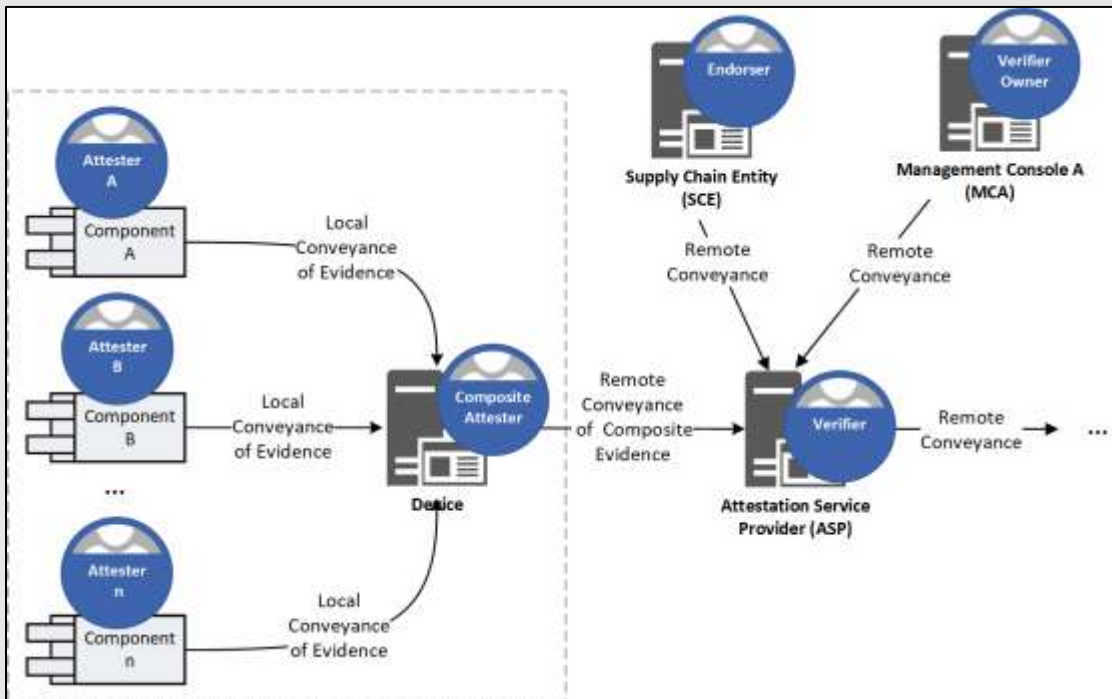 Endorser
Verifier
Owner
Supply Chain Entity
(SCE)
Management Console A
(MCA)
Attester
A
Component
A
Local
Conveyance
of Evidence
Remote
Conveyance
Remote
Conveyance
Attester
B
Component
B
Local
Conveyance
of Evidence
Composite
Attester
Device
Remote
Conveyance
of Composite
Evidence
Verifier
Attestation Service
Provider (ASP)
Remote
Conveyance
...
...
Attester
n
Component
n
Local
Conveyance
of Evidence